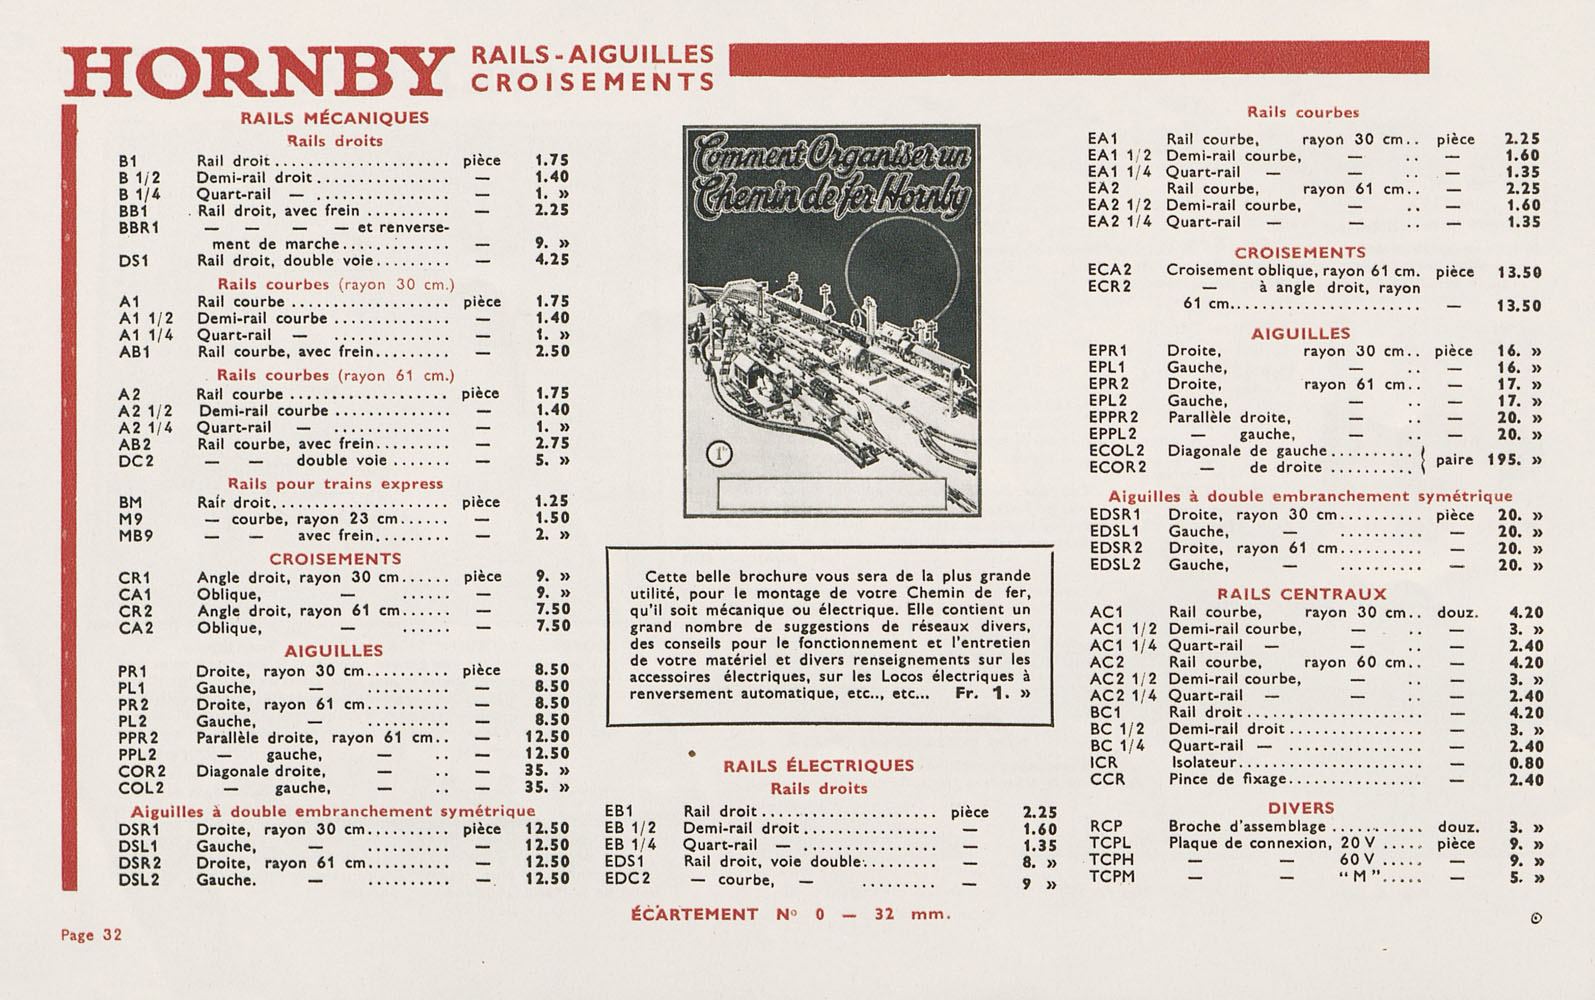 HORNBY RAILS-AIGUILLES
CROISEMENTS
RAILS MÉCANIQUES
Rails droits
B1 Rail droit..................... pièce 1.75
B 1/2 Demi-rail droit................ — 1.40
B 1/4 Quart-rail — ................ — 1. »
BB1 Rail droit, avec frein .......... — 2.25
BBR1 — — — — et renverse-
ment de marche............. — 9. »
DS1 Rail droit, double voie......... — 4.25
Rails courbes (rayon 30 cm.)
A1 Rail courbe ................... pièce 1.75
A1 1/2 Demi-rail courbe .............. — 1.40
A1 1/4 Quart-rail — .............. — 1. »
AB1 Rail courbe, avec frein......... — 2.50
Rails courbes (rayon 61 cm.)
A2 Rail courbe ................... pièce 1.75
A2 1/2 Demi-rail courbe .............. — 1.40
A2 1/4 Quart-rail — .............. — 1. »
AB2 Rail courbe, avec frein......... — 2.75
DC2 — — double voie ....... — 5. »
Rails pour trains express
BM Rail droit..................... pièce 1.25
M9 — courbe, rayon 23 cm...... — 1.50
MB9 — — avec frein......... — 2. »
CROISEMENTS
CR1 Angle droit, rayon 30 cm...... pièce 9. »
CA1 Oblique, — ...... — 9. »
CR2 Angle droit, rayon 61 cm...... — 7.50
CA2 Oblique, — ...... — 7.50
AIGUILLES
PR1 Droite, rayon 30 cm.......... pièce 8.50
PL1 Gauche, — .......... — 8.50
PR2 Droite, rayon 61 cm.......... — 8.50
PL2 Gauche, — .......... — 8.50
PPR2 Parallèle droite, rayon 61 cm.. — 12.50
PPL2 — gauche, — .. — 12.50
COR2 Diagonale droite, — .. — 35. »
COL2 — gauche, — .. — 35. »
Aiguilles à double embranchement symétrique
DSR1 Droite, rayon 30 cm.......... pièce 12.50
DSL1 Gauche, — .......... — 12.50
DSR2 Droite, rayon 61 cm.......... — 12.50
DSL2 Gauche. — .......... — 12.50
Page 32
Comment Organiser un
Chemin de fer Hornby
1 Fr
Cette belle brochure vous sera de la plus grande
utilité, pour le montage de votre Chemin de fer,
qu'il soit mécanique ou électrique. Elle contient un
grand nombre de suggestions de réseaux divers,
des conseils pour le fonctionnement et l'entretien
de votre matériel et divers renseignements sur les
accessoires électriques, sur les Locos électriques à
renversement automatique, etc.., etc... Fr. 1. »
RAILS ÉLECTRIQUES
Rails droits
EB1 Rail droit.................... pièce 2.25
EB 1/2 Demi-rail droit................ — 1.60
EB 1/4 Quart-rail — ................ — 1.35
EDS1 Rail droit, voie double......... — 8. »
EDC2 — courbe, — ......... — 9 »
ÉCARTEMENT No 0 — 32 mm.
Rails courbes
EA1 Rail courbe, rayon 30 cm.. pièce 2.25
EA1 1/2 Demi-rail courbe, — .. — 1.60
EA1 1/4 Quart-rail — — .. — 1.35
EA2 Rail courbe, rayon 61 cm.. — 2.25
EA2 1/2 Demi-rail courbe, — .. — 1.60
EA2 1/4 Quart-rail — — .. — 1.35
CROISEMENTS
ECA2 Croisement oblique, rayon 61 cm. pièce 13.50
ECR2 — à angle droit, rayon
61 cm....................... — 13.50
AIGUILLES
EPR1 Droite, rayon 30 cm.. pièce 16. »
EPL1 Gauche, — .. — 16. »
EPR2 Droite, rayon 61 cm.. — 17. »
EPL2 Gauche, — .. — 17. »
EPPR2 Parallèle droite, — .. — 20. »
EPPL2 — gauche, — .. — 20. »
ECOL2 Diagonale de gauche.......... paire 195. »
ECOR2 — de droite ..........
Aiguilles à double embranchement symétrique
EDSR1 Droite, rayon 30 cm.......... pièce 20. »
EDSL1 Gauche, — .......... — 20. »
EDSR2 Droite, rayon 61 cm.......... — 20. »
EDSL2 Gauche, — .......... — 20. »
RAILS CENTRAUX
AC1 Rail courbe, rayon 30 cm.. douz. 4.20
AC1 1/2 Demi-rail courbe, — .. — 3. »
AC1 1/4 Quart-rail — — .. — 2.40
AC2 Rail courbe, rayon 60 cm.. — 4.20
AC2 1/2 Demi-rail courbe, — .. — 3. »
AC2 1/4 Quart-rail — — .. — 2.40
BC1 Rail droit..................... — 4.20
BC 1/2 Demi-rail droit................ — 3. »
BC 1/4 Quart-rail — ................ — 2.40
ICR Isolateur...................... — 0.80
CCR Pince de fixage................ — 2.40
DIVERS
RCP Broche d'assemblage ........... douz. 3. »
TCPL Plaque de connexion, 20 V ..... pièce 9. »
TCPH — — 60 V ..... — 9. »
TCPM — — “ M ”..... — 5. »